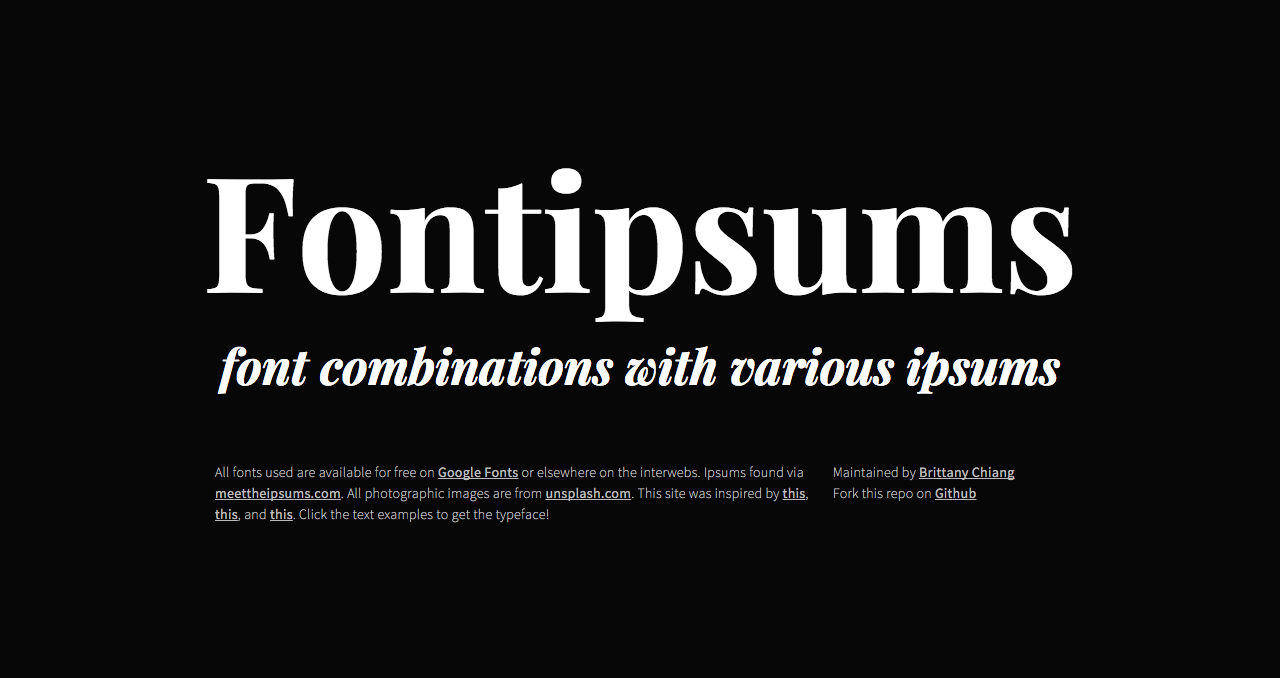 Fontipsums
font combinations with various ipsums
All fonts used are available for free on Google Fonts or elsewhere on the interwebs. Ipsums found via
meettheipsums.com. All photographic images are from unsplash.com. This site was inspired by this,
this, and this. Click the text examples to get the typeface!
Maintained by Brittany Chiang
Fork this repo on Github